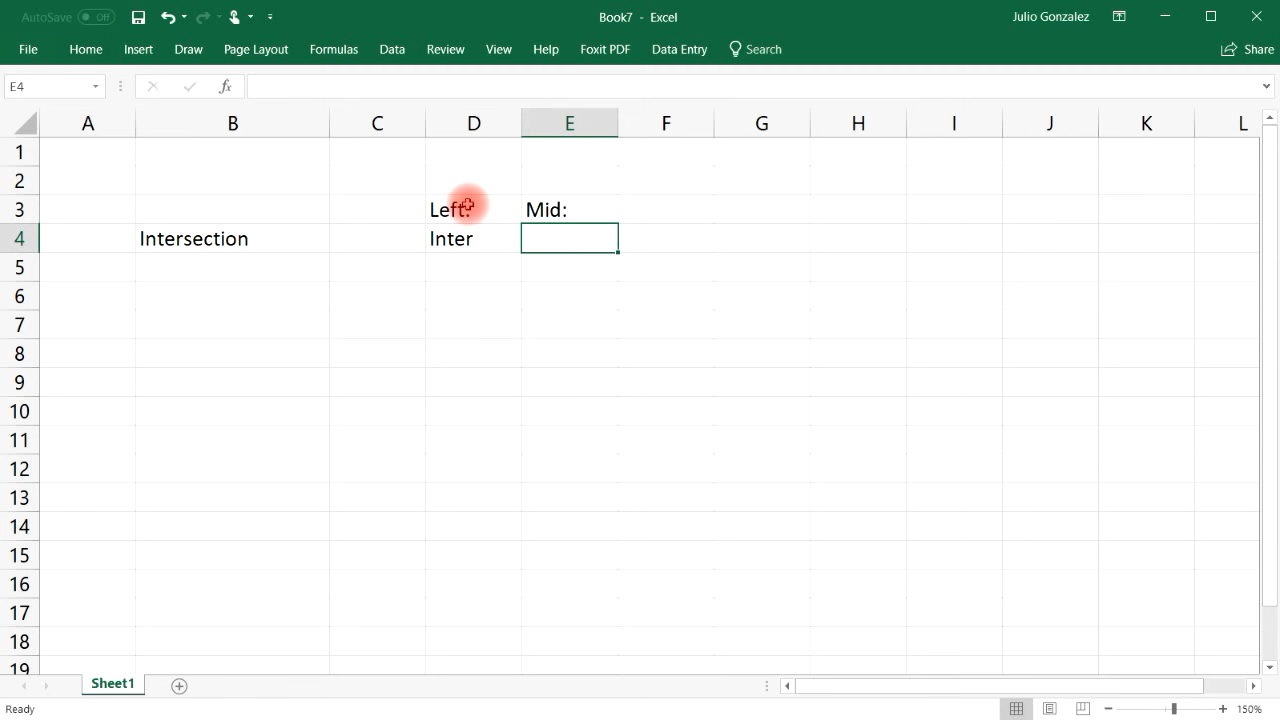 AutoSave Off Book7 - Excel Julio Gonzalez
File Home Insert Draw Page Layout Formulas Data Review View Help Foxit PDF Data Entry Search Share
E4 fx
A B C D E F G H I J K L
1
2
3 Left: Mid:
4 Intersection Inter
5
6
7
8
9
10
11
12
13
14
15
16
17
18
19
Sheet1
Ready 150%